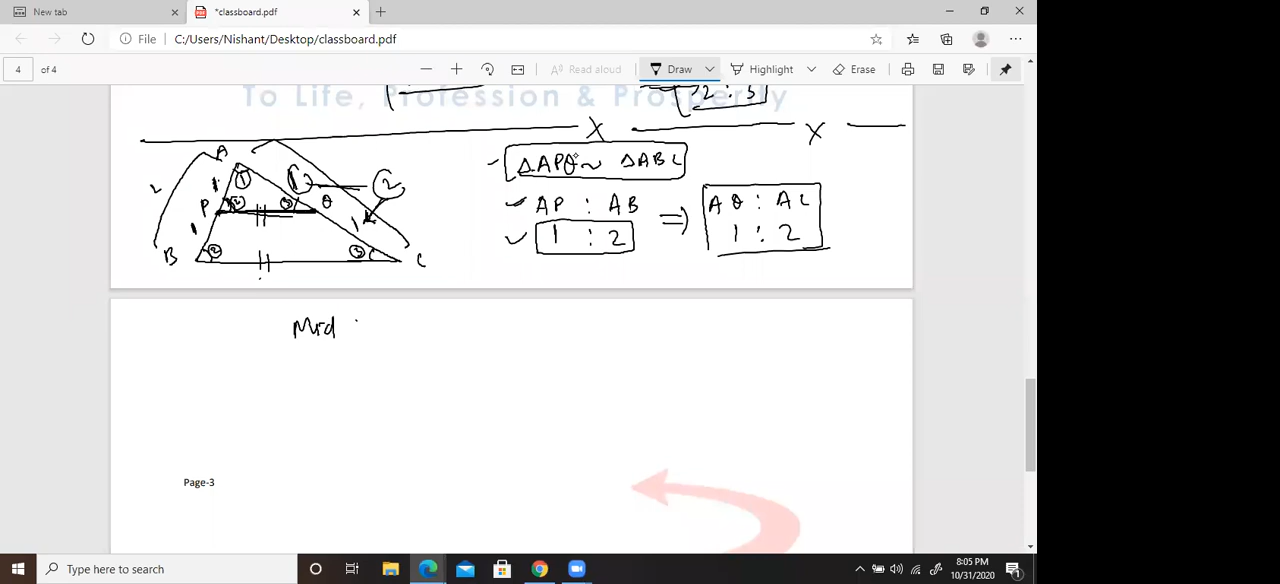 New tab
*classboard.pdf
File
C:/Users/Nishant/Desktop/classboard.pdf
4 of 4
Read aloud
Draw
Highlight
Erase
To Life, Profession & Prosperity
2 : 3
X X
A
1
2
P
Q
B
C
ΔAPQ ~ ΔABC
AP : AB ⇒ AQ : AC
1 : 2 1 : 2
Mid
Page-3
Type here to search
8:05 PM
10/31/2020